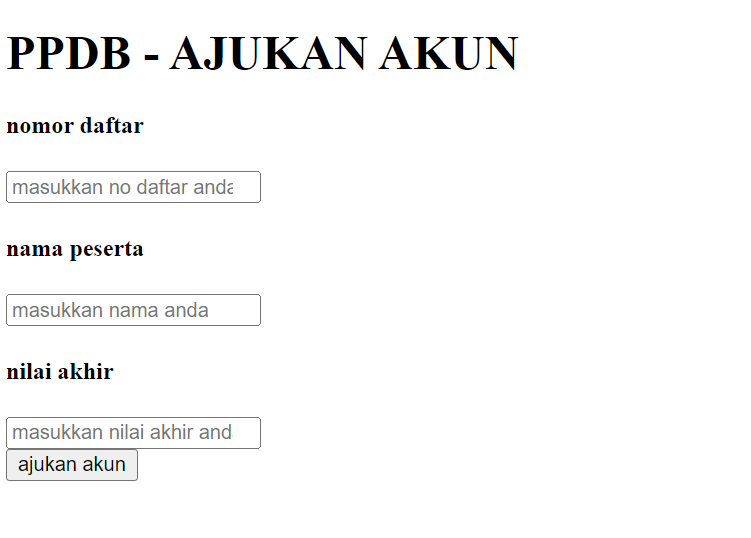 PPDB - AJUKAN AKUN
nomor daftar
masukkan no daftar anda
nama peserta
masukkan nama anda
nilai akhir
masukkan nilai akhir and
ajukan akun